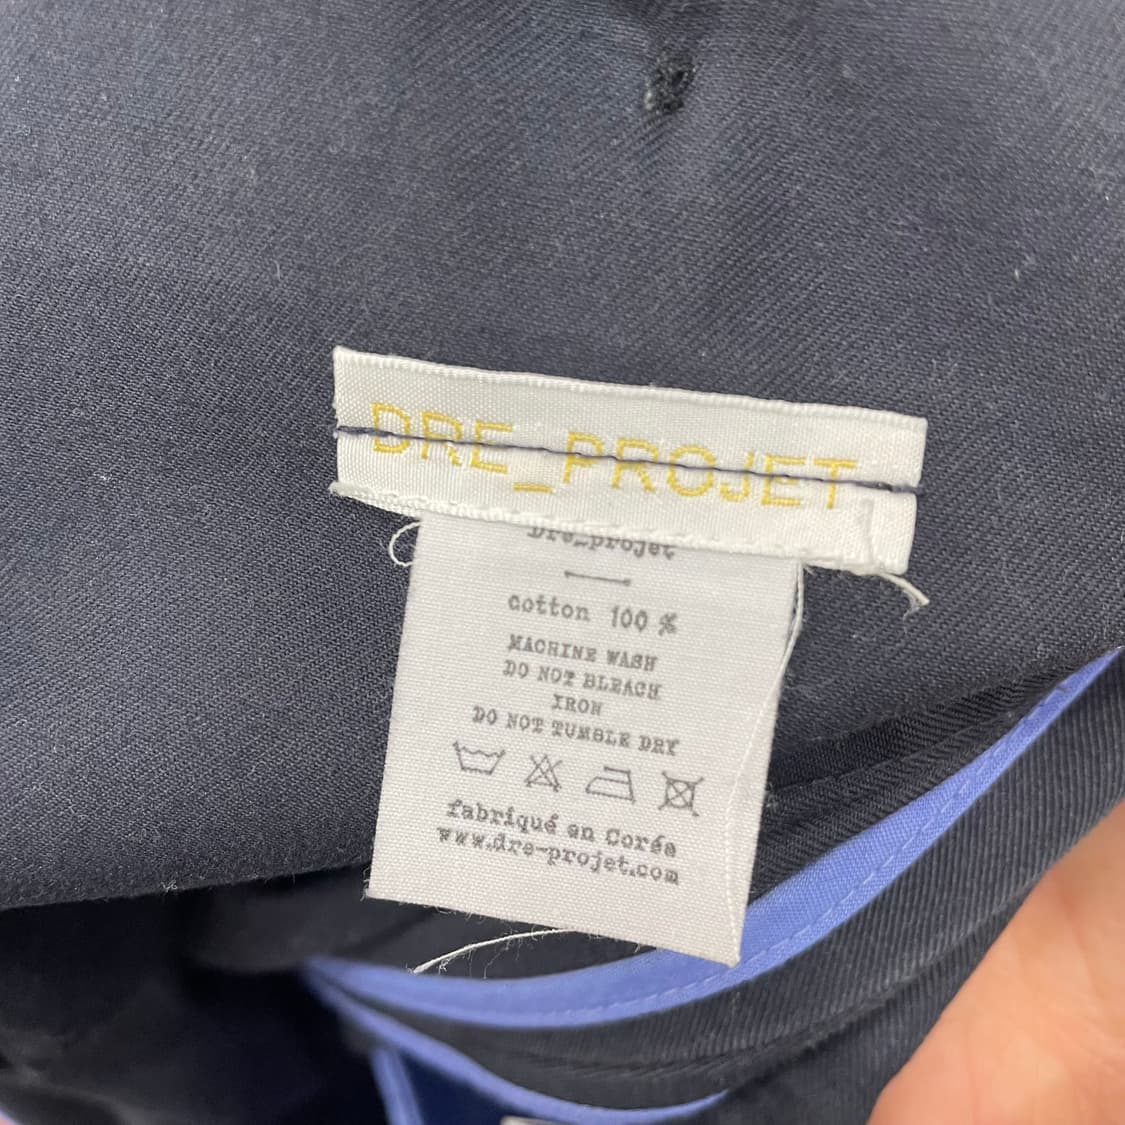 DRE_PROJET
Dre_projet
cotton 100 %
MACHINE WASH
DO NOT BLEACH
IRON
DO NOT TUMBLE DRY
fabriqué en Corée
www.dre-projet.com